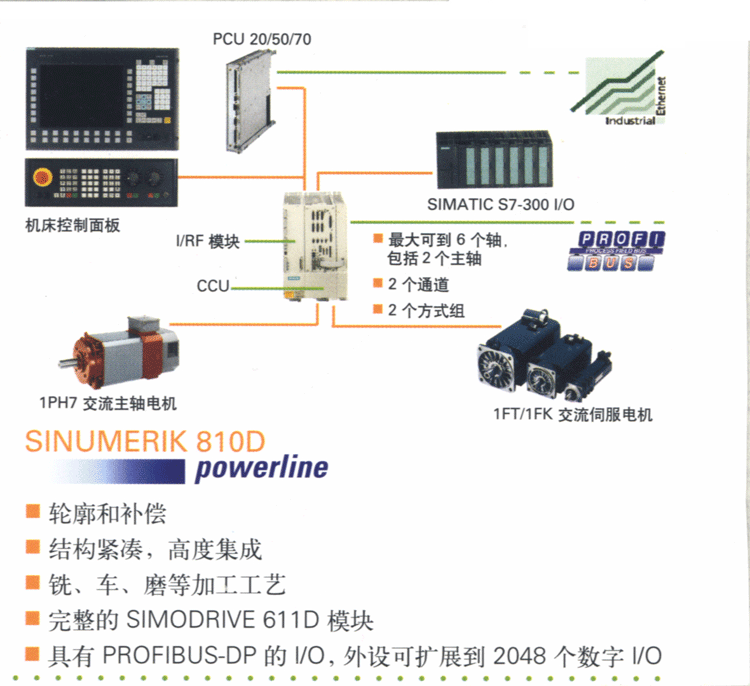 PCU 20/50/70
Industrial
Ethernet
SIMATIC S7-300 I/O
机床控制面板
I/RF 模块
最大可到 6 个轴,
包括 2 个主轴
PROFI
PROCESS FIELD BUS
BUS
CCU
2 个通道
2 个方式组
1PH7 交流主轴电机
1FT/1FK 交流伺服电机
SINUMERIK 810D
powerline
轮廓和补偿
结构紧凑，高度集成
铣、车、磨等加工工艺
完整的 SIMODRIVE 611D 模块
具有 PROFIBUS-DP 的 I/O, 外设可扩展到 2048 个数字 I/O